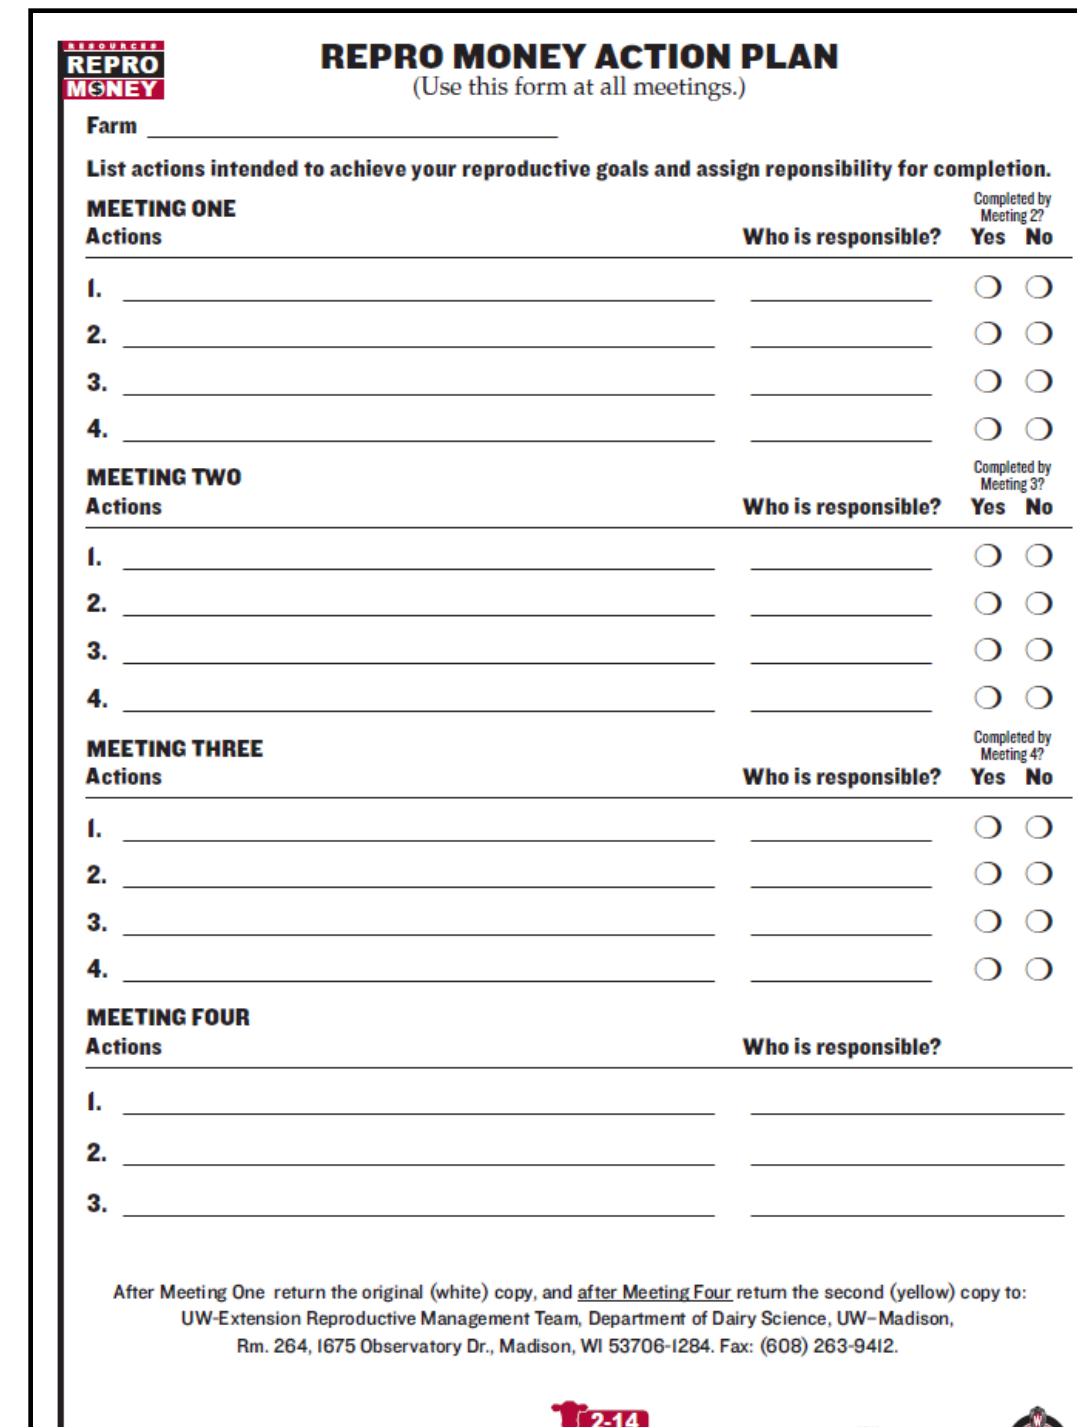 RESOURCES
REPRO
MONEY
REPRO MONEY ACTION PLAN
(Use this form at all meetings.)
Farm
List actions intended to achieve your reproductive goals and assign reponsibility for completion.
MEETING ONE
Completed by
Meeting 2?
Actions Who is responsible? Yes No
1.
2.
3.
4.
MEETING TWO
Completed by
Meeting 3?
Actions Who is responsible? Yes No
1.
2.
3.
4.
MEETING THREE
Completed by
Meeting 4?
Actions Who is responsible? Yes No
1.
2.
3.
4.
MEETING FOUR
Actions Who is responsible?
1.
2.
3.
After Meeting One return the original (white) copy, and after Meeting Four return the second (yellow) copy to:
UW-Extension Reproductive Management Team, Department of Dairy Science, UW–Madison,
Rm. 264, 1675 Observatory Dr., Madison, WI 53706-1284. Fax: (608) 263-9412.
2-14
W